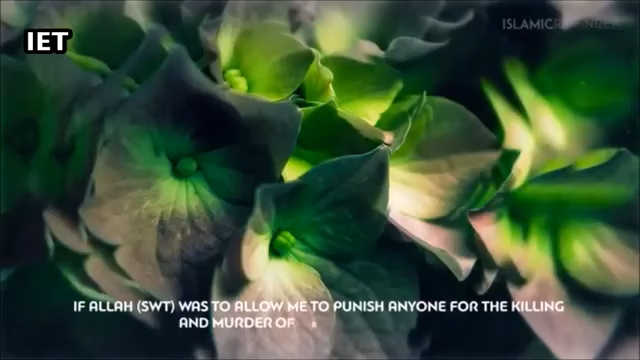 IET
ISLAMICREMINDER
IF ALLAH (SWT) WAS TO ALLOW ME TO PUNISH ANYONE FOR THE KILLING
AND MURDER OF